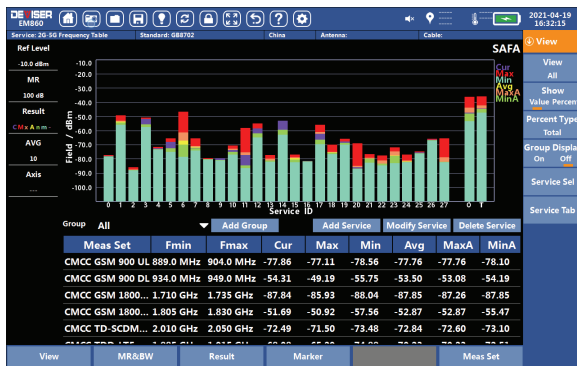 DEVISER
EM860
2021-04-19
16:32:15
Service: 2G-5G Frequency Table
Standard: GB8702
China
Antenna:
Cable:
Ref Level
-10.0 dBm
MR
100 dB
Result
C M x A n m -
AVG
10
Axis
---
SAFA
Field / dBm
-10.0
-20.0
-30.0
-40.0
-50.0
-60.0
-70.0
-80.0
-90.0
-100.0
Cur
Max
Min
Avg
MaxA
MinA
0 1 2 3 4 5 6 7 8 9 10 11 12 13 14 15 16 17 18 19 20 21 22 23 24 25 26 27 O T
Service ID
Group All Add Group Add Service Modify Service Delete Service
Meas Set Fmin Fmax Cur Max Min Avg MaxA MinA
CMCC GSM 900 UL 889.0 MHz 904.0 MHz -77.86 -77.11 -78.56 -77.76 -77.76 -78.10
CMCC GSM 900 DL 934.0 MHz 949.0 MHz -54.31 -49.19 -55.75 -53.50 -53.08 -54.19
CMCC GSM 1800... 1.710 GHz 1.735 GHz -87.84 -85.93 -88.04 -87.85 -87.26 -87.85
CMCC GSM 1800... 1.805 GHz 1.830 GHz -51.69 -50.92 -57.56 -52.87 -52.87 -55.47
CMCC TD-SCDM... 2.010 GHz 2.050 GHz -72.49 -71.50 -73.48 -72.84 -72.60 -73.10
View
View
All
Show
Value Percen
Percent Type
Total
Group Displa
On Off
Service Sel
Service Tab
View MR&BW Result Marker Meas Set